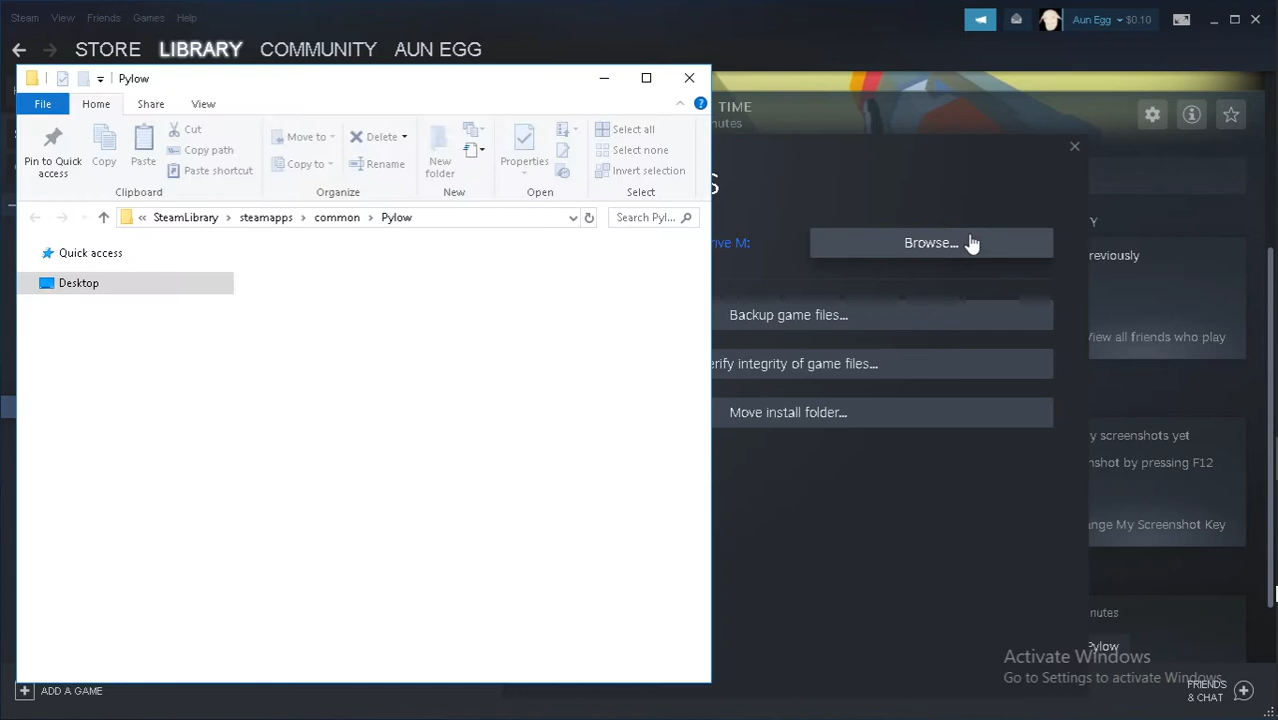 Steam View Friends Games Help
Aun Egg $0.10
STORE LIBRARY COMMUNITY AUN EGG
Pylow
File Home Share View
TIME
Pin to Quick access
Copy
Paste
Cut
Copy path
Paste shortcut
Clipboard
Move to
Copy to
Delete
Rename
Organize
New folder
New
Properties
Open
Select all
Select none
Invert selection
Select
SteamLibrary steamapps common Pylow
Search Pyl...
Quick access
Desktop
rive M:
Browse...
Backup game files...
erify integrity of game files...
Move install folder...
reviously
View all friends who play
y screenshots yet
nshot by pressing F12
ange My Screenshot Key
nutes
Pylow
Activate Windows
Go to Settings to activate Windows.
ADD A GAME
FRIENDS
& CHAT